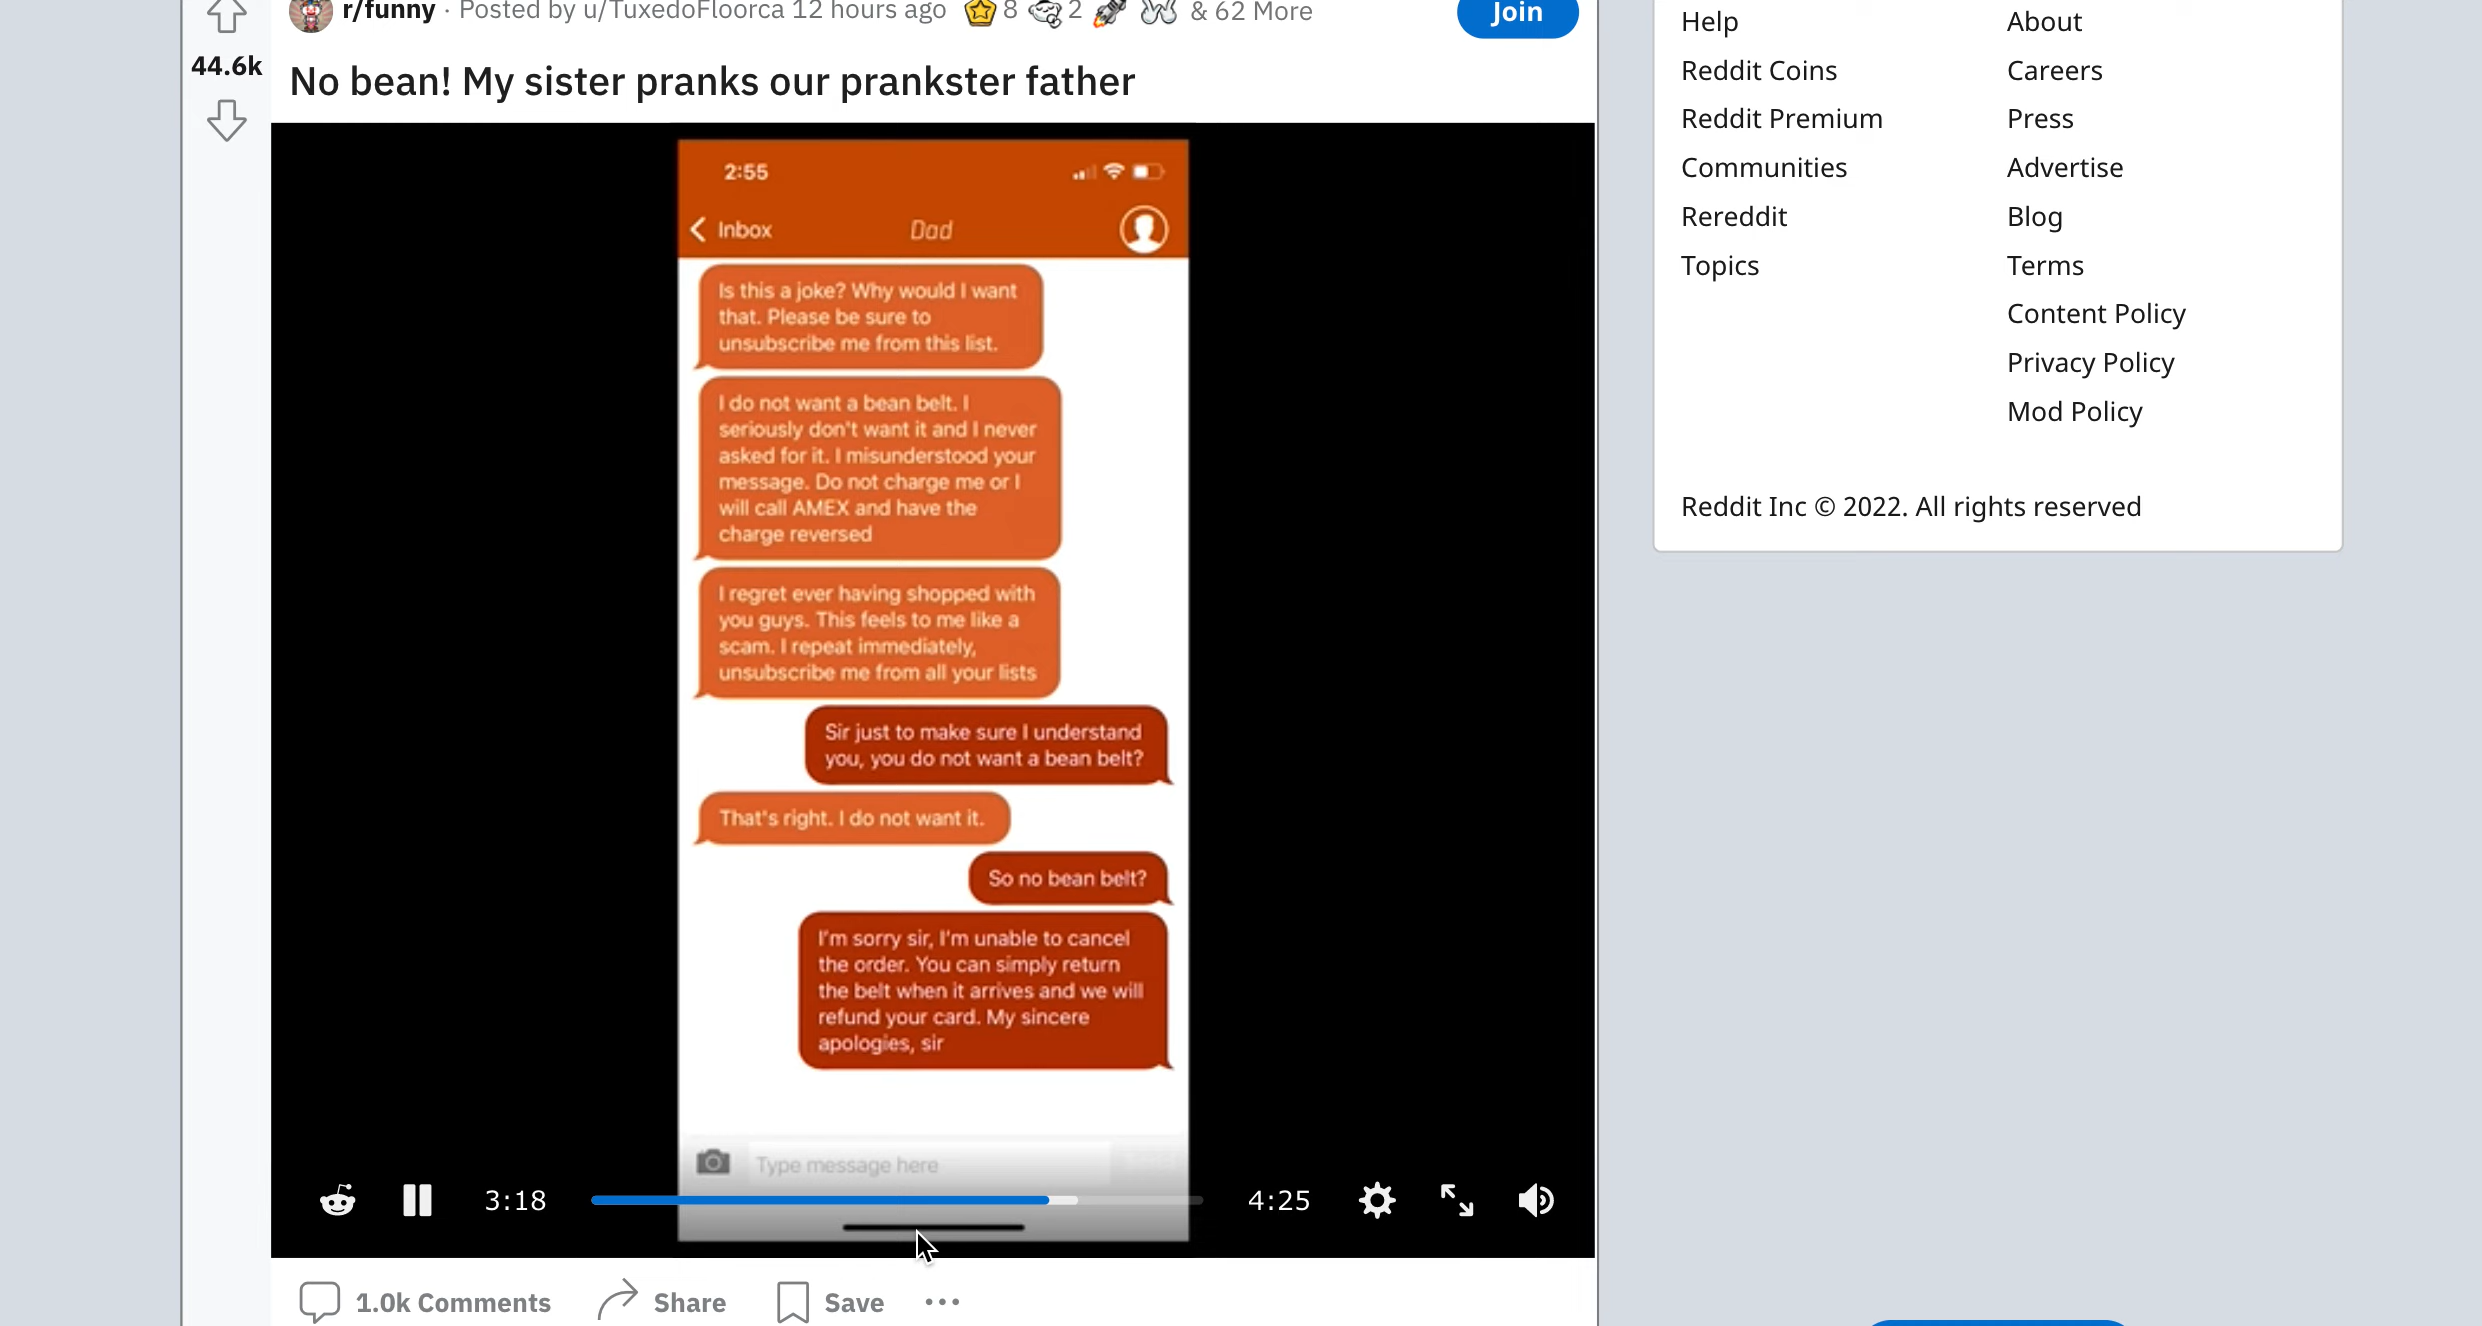 r/funny · Posted by u/TuxedoFloorca 12 hours ago 8 2 & 62 More
Join
44.6k
No bean! My sister pranks our prankster father
2:55
Inbox
Dad
Is this a joke? Why would I want
that. Please be sure to
unsubscribe me from this list.
I do not want a bean belt. I
seriously don't want it and I never
asked for it. I misunderstood your
message. Do not charge me or I
will call AMEX and have the
charge reversed
I regret ever having shopped with
you guys. This feels to me like a
scam. I repeat immediately,
unsubscribe me from all your lists
Sir just to make sure I understand
you, you do not want a bean belt?
That's right. I do not want it.
So no bean belt?
I'm sorry sir, I'm unable to cancel
the order. You can simply return
the belt when it arrives and we will
refund your card. My sincere
apologies, sir
Type message here
3:18
4:25
1.0k Comments
Share
Save
Help
Reddit Coins
Reddit Premium
Communities
Rereddit
Topics
About
Careers
Press
Advertise
Blog
Terms
Content Policy
Privacy Policy
Mod Policy
Reddit Inc © 2022. All rights reserved